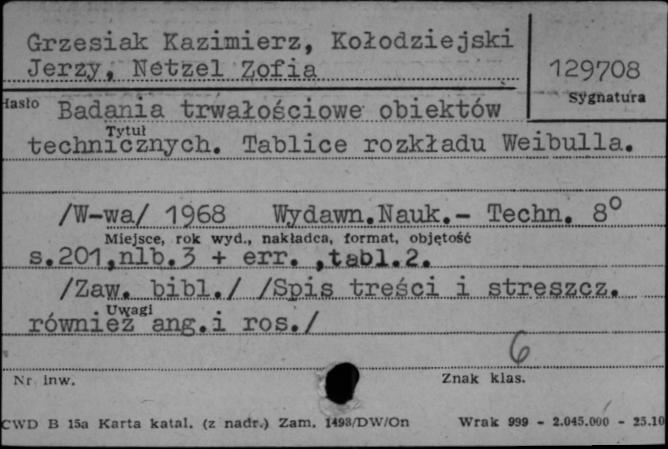 Grzesiak Kazimierz, Kołodziejski
Jerzy, Netzel Zofia
129708
Sygnatura
Hasło Badania trwałościowe obiektów
Tytuł
technicznych. Tablice rozkładu Weibulla.
/W-wa/ 1968 Wydawn.Nauk.- Techn. 8°
Miejsce, rok wyd., nakładca, format, objętość
s.201,nlb.3 + err. ,tabl.2.
/Zaw. bibl./ /Spis treści i streszcz.
Uwagi
również ang.i ros./
6
Nr inw.
Znak klas.
CWD B 15a Karta katal. (z nadr.) Zam. 1493/DW/On Wrak 999 - 2.045.000 - 25.10